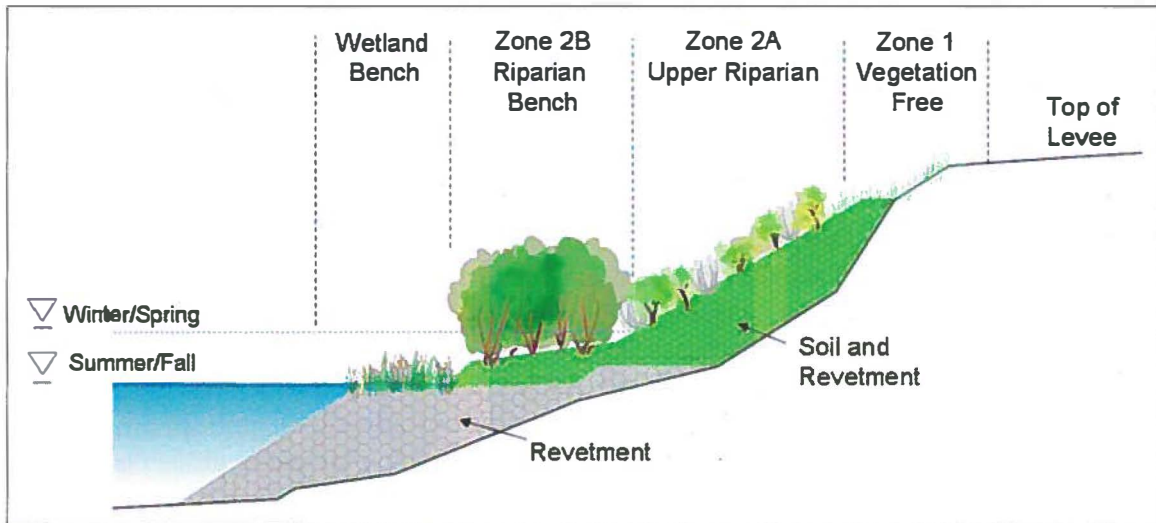 Wetland
Bench
Zone 2B
Riparian
Bench
Zone 2A
Upper Riparian
Zone 1
Vegetation
Free
Top of
Levee
Winter/Spring
Summer/Fall
Soil and
Revetment
Revetment